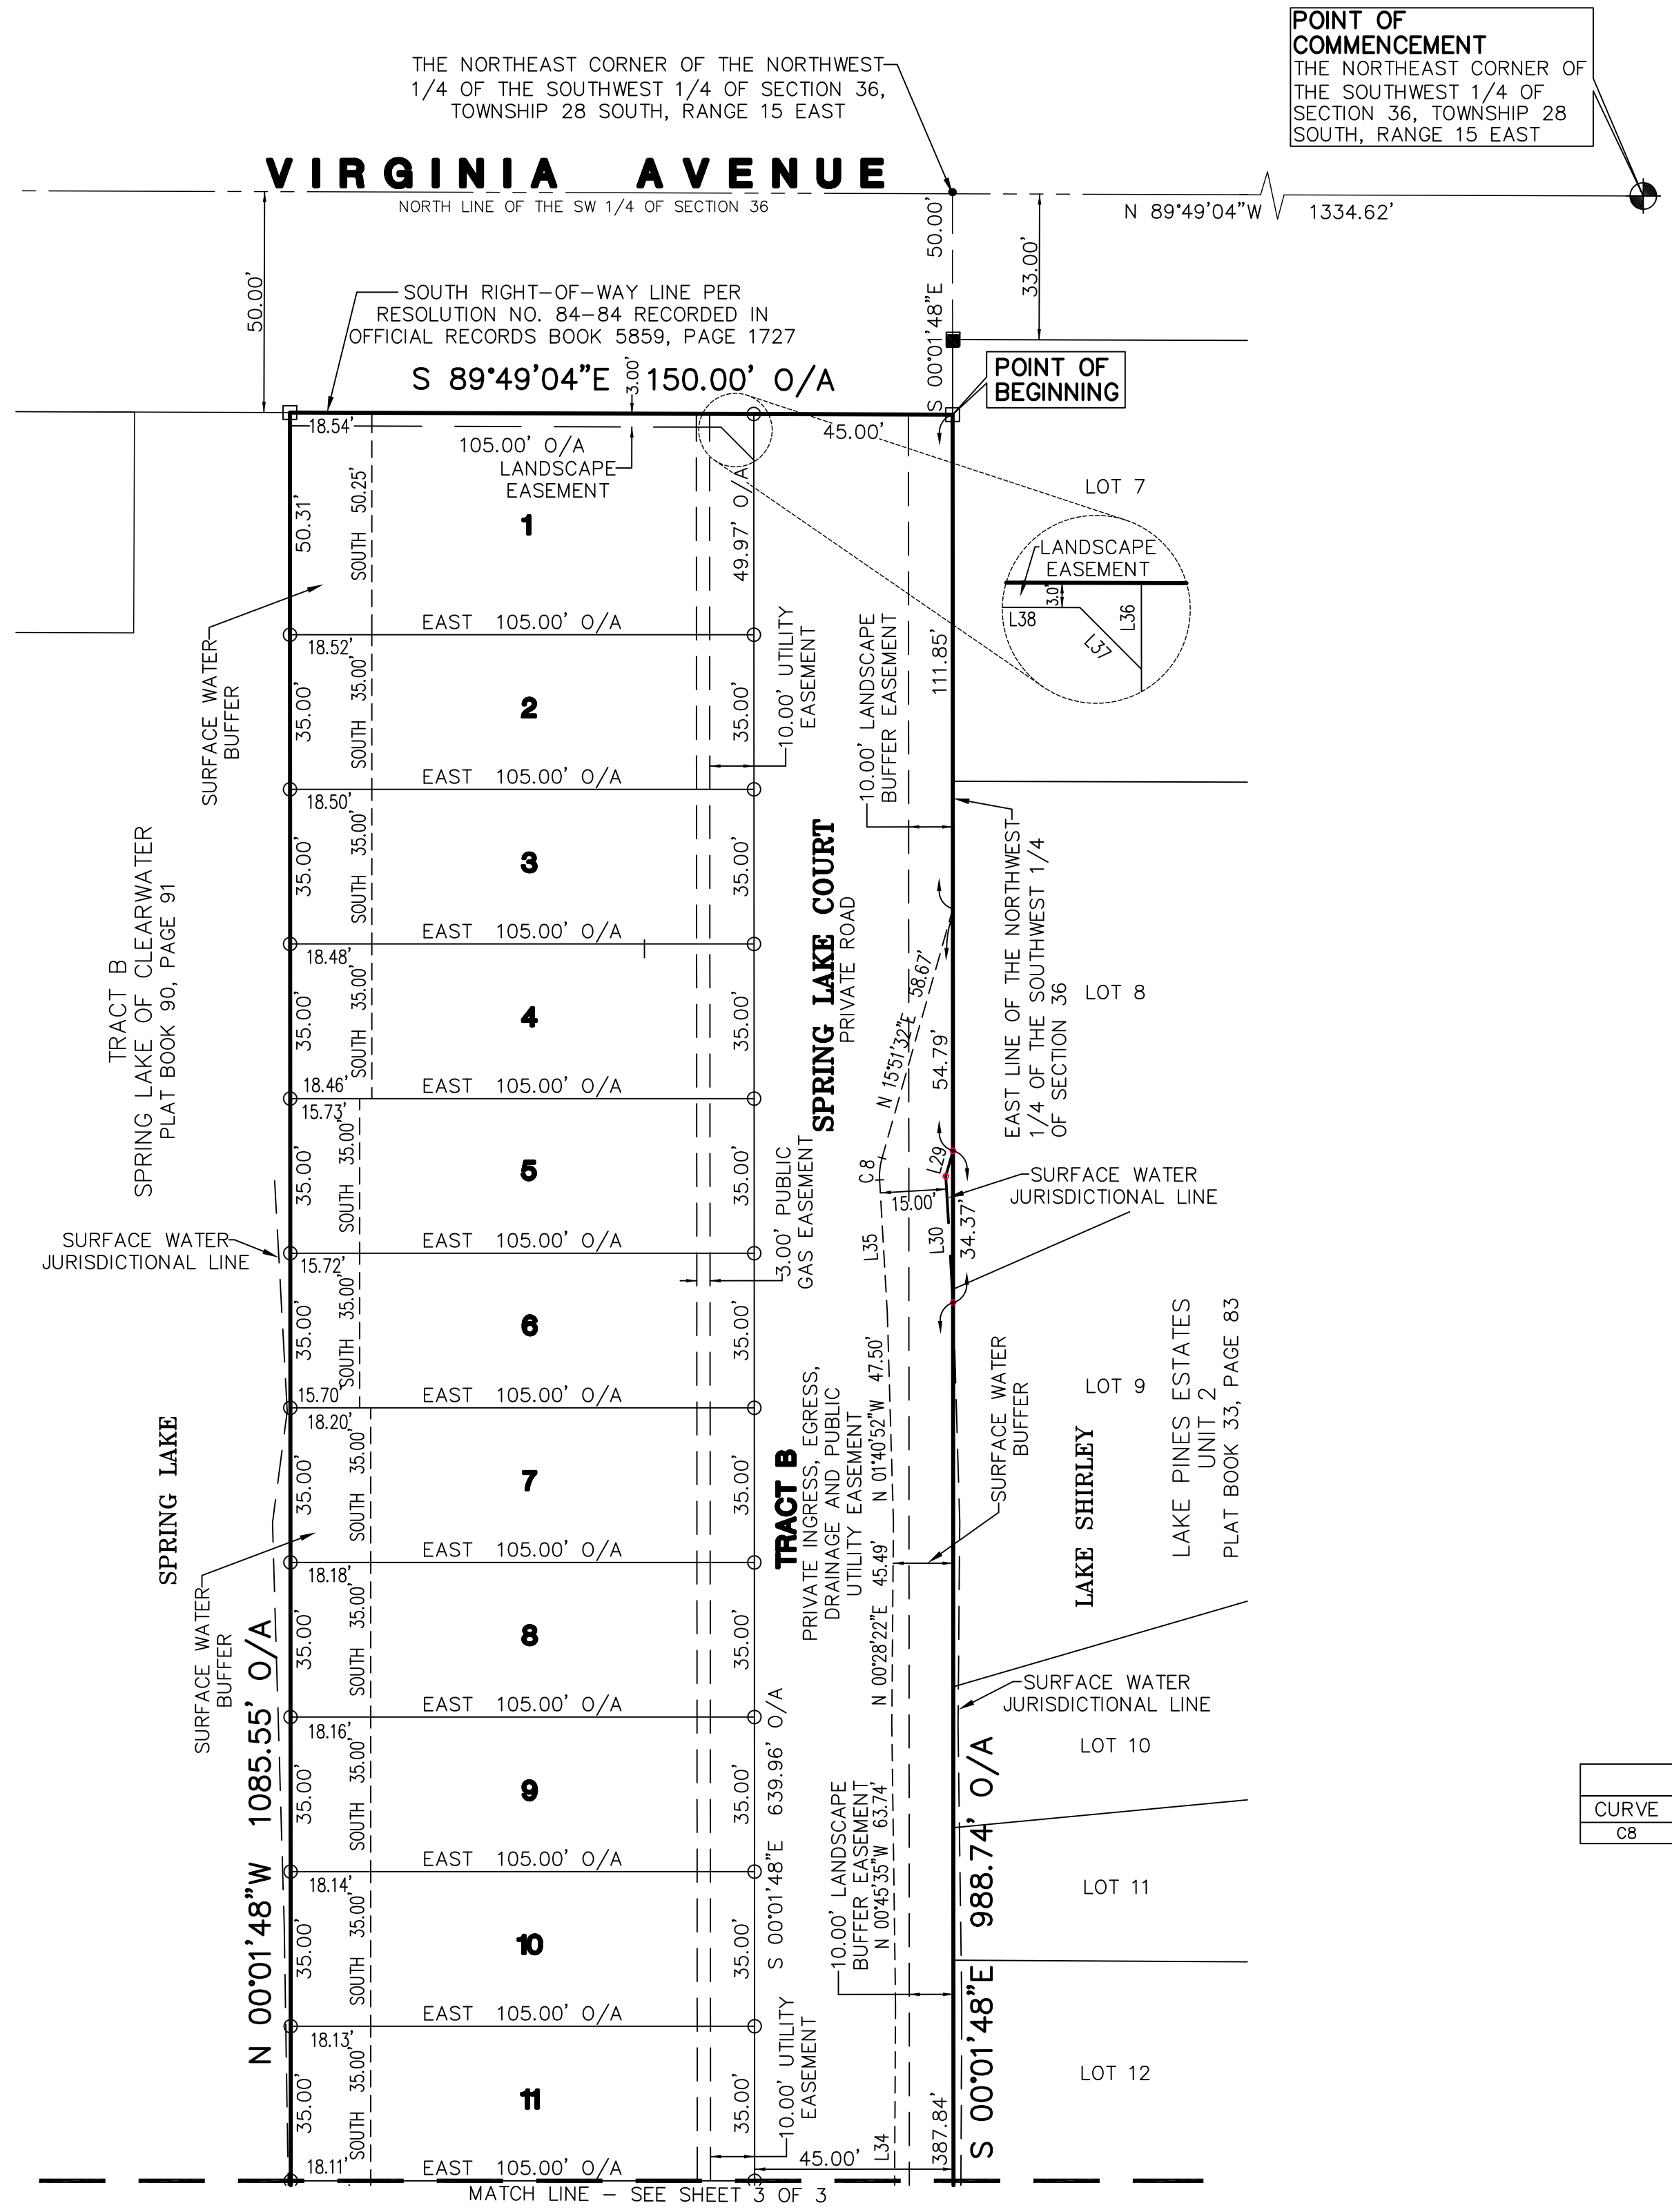 POINT OF
COMMENCEMENT
THE NORTHEAST CORNER OF
THE SOUTHWEST 1/4 OF
SECTION 36, TOWNSHIP 28
SOUTH, RANGE 15 EAST
THE NORTHEAST CORNER OF THE NORTHWEST
1/4 OF THE SOUTHWEST 1/4 OF SECTION 36,
TOWNSHIP 28 SOUTH, RANGE 15 EAST
VIRGINIA AVENUE
NORTH LINE OF THE SW 1/4 OF SECTION 36
N 89°49'04"W 1334.62'
50.00'
S 00°01'48"E 50.00'
33.00'
SOUTH RIGHT-OF-WAY LINE PER
RESOLUTION NO. 84-84 RECORDED IN
OFFICIAL RECORDS BOOK 5859, PAGE 1727
S 89°49'04"E 150.00' O/A
3.00'
POINT OF
BEGINNING
18.54'
105.00' O/A
45.00'
LANDSCAPE
EASEMENT
50.31'
SOUTH 50.25'
1
49.97' O/A
LOT 7
LANDSCAPE
EASEMENT
3.0'
L38
L37
L36
EAST 105.00' O/A
18.52'
SURFACE WATER
BUFFER
35.00'
SOUTH 35.00'
2
35.00'
10.00' UTILITY
EASEMENT
10.00' LANDSCAPE
BUFFER EASEMENT
111.85'
EAST 105.00' O/A
18.50'
35.00'
SOUTH 35.00'
3
35.00'
SPRING LAKE COURT
PRIVATE ROAD
TRACT B
SPRING LAKE OF CLEARWATER
PLAT BOOK 90, PAGE 91
EAST LINE OF THE NORTHWEST
1/4 OF THE SOUTHWEST 1/4
OF SECTION 36
EAST 105.00' O/A
18.48'
35.00'
SOUTH 35.00'
4
35.00'
N 15°51'32"E 58.67'
54.79'
LOT 8
EAST 105.00' O/A
18.46'
15.73'
35.00'
SOUTH 35.00'
5
35.00'
3.00' PUBLIC
GAS EASEMENT
C8
L29
15.00'
L35
L30
34.37'
SURFACE WATER
JURISDICTIONAL LINE
SURFACE WATER
JURISDICTIONAL LINE
EAST 105.00' O/A
15.72'
35.00'
SOUTH 35.00'
6
35.00'
EAST 105.00' O/A
15.70'
18.20'
N 01°40'52"W 47.50'
SURFACE WATER
BUFFER
LOT 9
LAKE PINES ESTATES
UNIT 2
PLAT BOOK 33, PAGE 83
SPRING LAKE
35.00'
SOUTH 35.00'
7
35.00'
TRACT B
PRIVATE INGRESS, EGRESS,
DRAINAGE AND PUBLIC
UTILITY EASEMENT
LAKE SHIRLEY
EAST 105.00' O/A
18.18'
SURFACE WATER
BUFFER
35.00'
SOUTH 35.00'
8
35.00'
N 00°28'22"E 45.49'
SURFACE WATER
JURISDICTIONAL LINE
EAST 105.00' O/A
18.16'
N 00°01'48"W 1085.55' O/A
35.00'
SOUTH 35.00'
9
35.00'
S 00°01'48"E 639.96' O/A
LOT 10
10.00' LANDSCAPE
BUFFER EASEMENT
N 00°45'35"W 63.74'
S 00°01'48"E 988.74' O/A
CURVE
C8
EAST 105.00' O/A
18.14'
35.00'
SOUTH 35.00'
10
35.00'
LOT 11
EAST 105.00' O/A
18.13'
35.00'
SOUTH 35.00'
11
35.00'
10.00' UTILITY
EASEMENT
45.00'
L34
387.84'
LOT 12
18.11'
EAST 105.00' O/A
MATCH LINE - SEE SHEET 3 OF 3